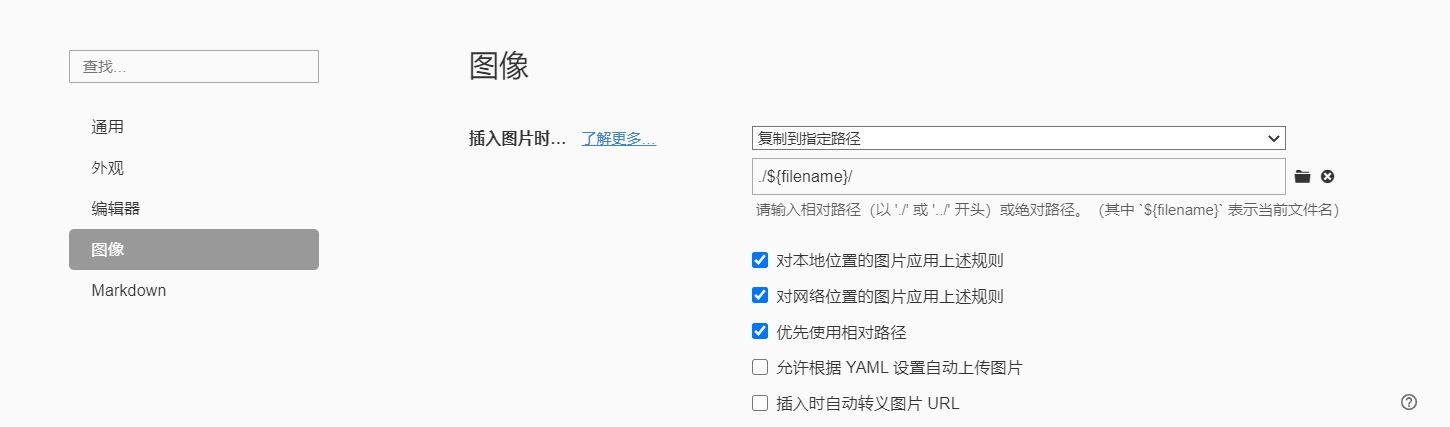 查找…
通用
外观
编辑器
图像
Markdown
图像
插入图片时… 了解更多…
复制到指定路径
./${filename}/
请输入相对路径（以 './' 或 '../' 开头）或绝对路径。 （其中 `${filename}` 表示当前文件名）
对本地位置的图片应用上述规则
对网络位置的图片应用上述规则
优先使用相对路径
允许根据 YAML 设置自动上传图片
插入时自动转义图片 URL